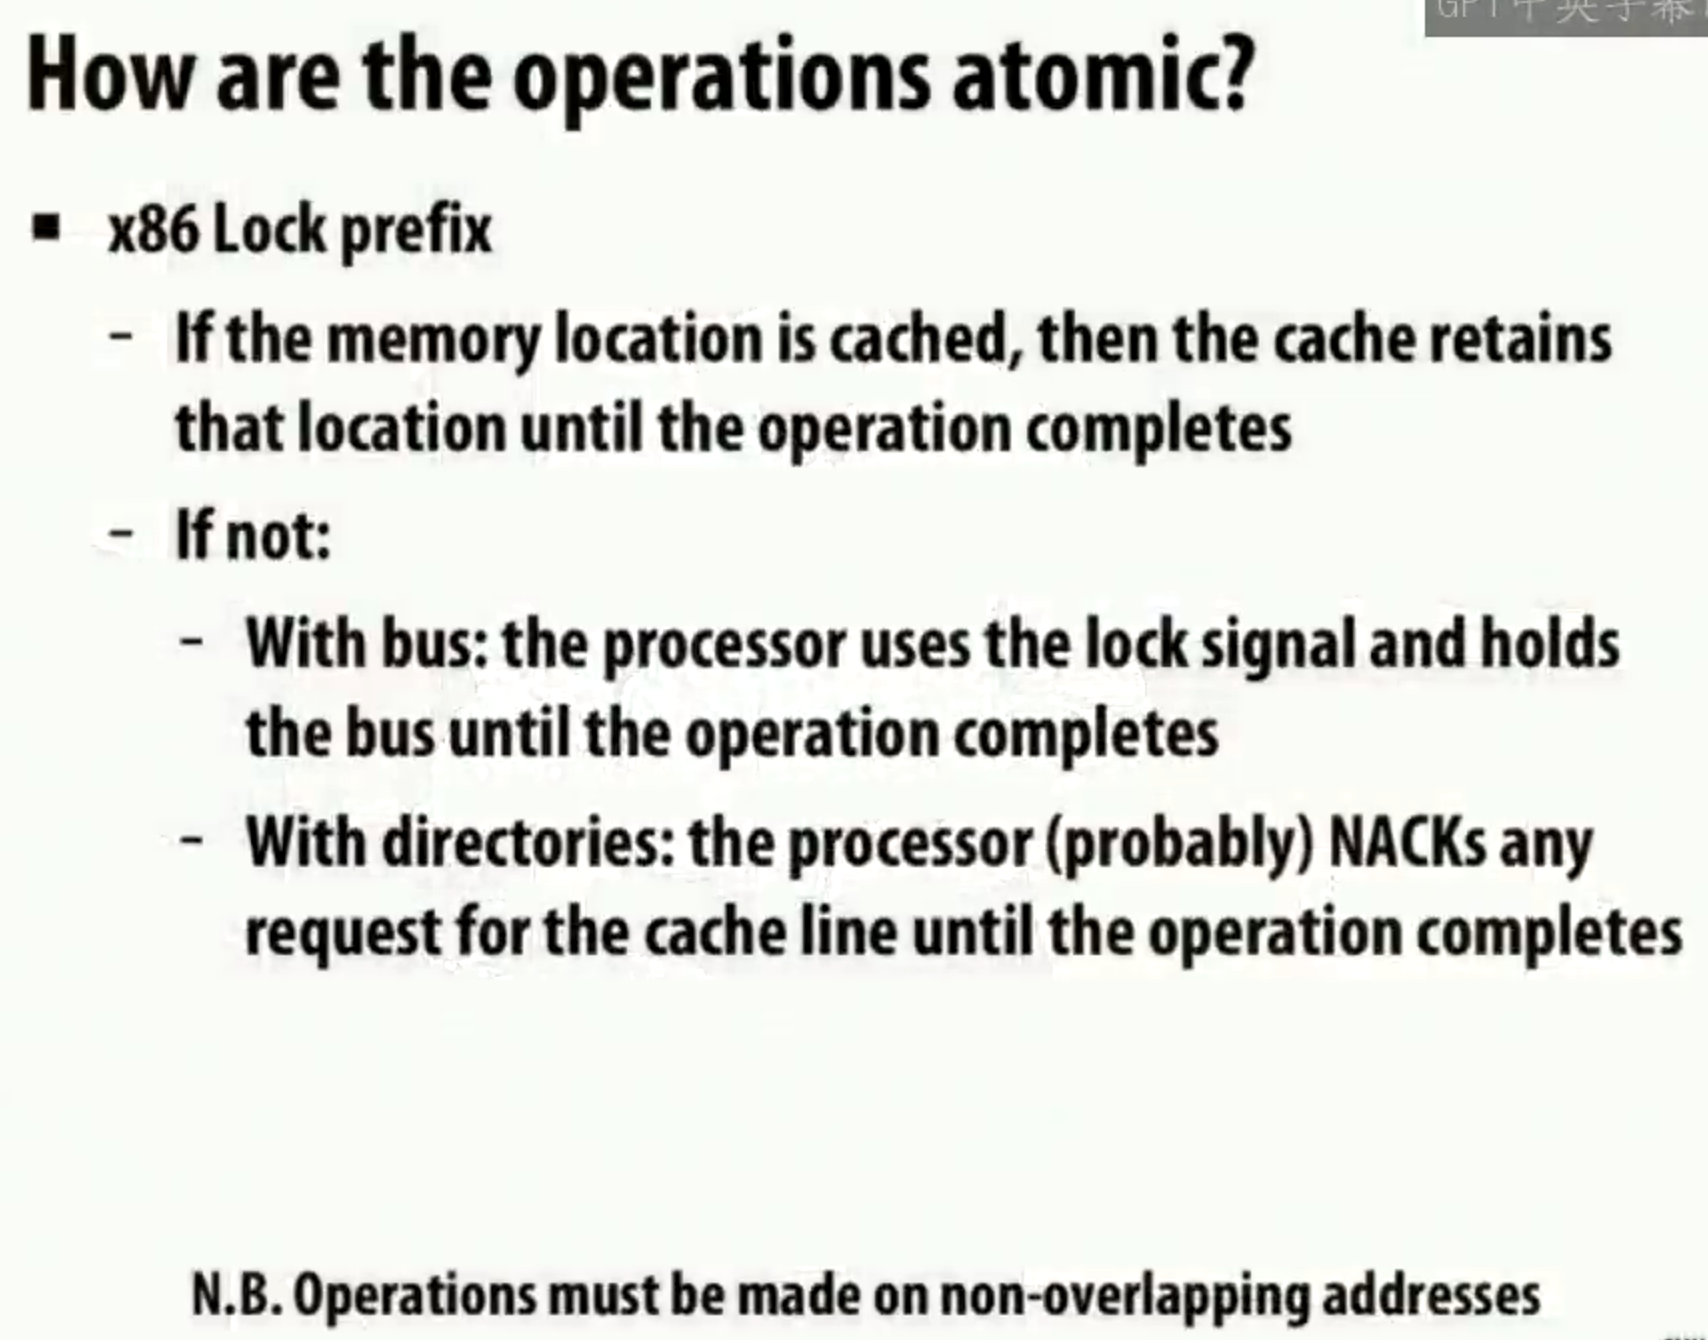 GPT中英字幕
How are the operations atomic?
▪ x86 Lock prefix
– If the memory location is cached, then the cache retains
that location until the operation completes
– If not:
– With bus: the processor uses the lock signal and holds
the bus until the operation completes
– With directories: the processor (probably) NACKs any
request for the cache line until the operation completes
N.B. Operations must be made on non-overlapping addresses